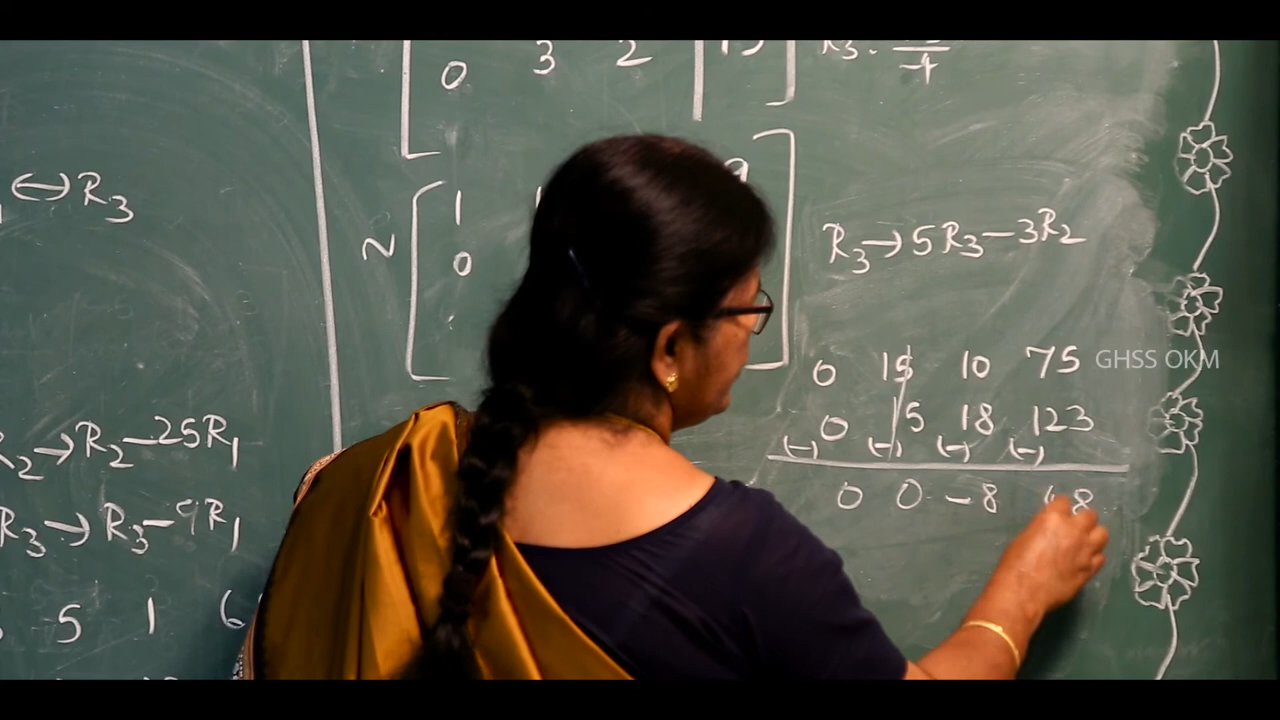 0 3 2
-4
↔ R3
~ 1
0
R3 → 5R3 - 3R2
0 15 10 75
GHSS OKM
0 15 18 123
(-) (-) (-) (-)
0 0 -8 48
R2 → R2 - 25R1
R3 → R3 - 9R1
5 1 6